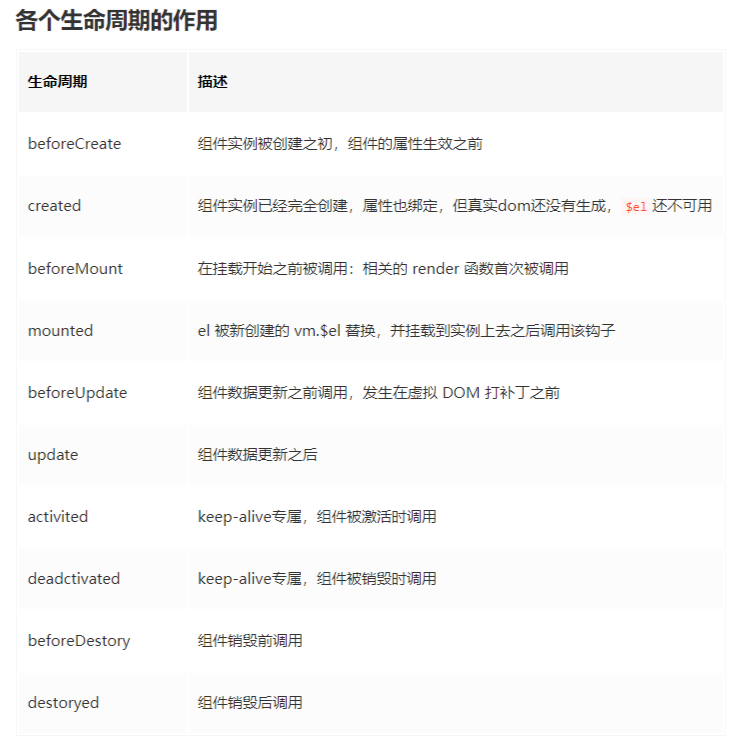 各个生命周期的作用
生命周期 描述
beforeCreate 组件实例被创建之初，组件的属性生效之前
created 组件实例已经完全创建，属性也绑定，但真实dom还没有生成，$el 还不可用
beforeMount 在挂载开始之前被调用：相关的 render 函数首次被调用
mounted el 被新创建的 vm.$el 替换，并挂载到实例上去之后调用该钩子
beforeUpdate 组件数据更新之前调用，发生在虚拟 DOM 打补丁之前
update 组件数据更新之后
activited keep-alive专属，组件被激活时调用
deadctivated keep-alive专属，组件被销毁时调用
beforeDestory 组件销毁前调用
destoryed 组件销毁后调用